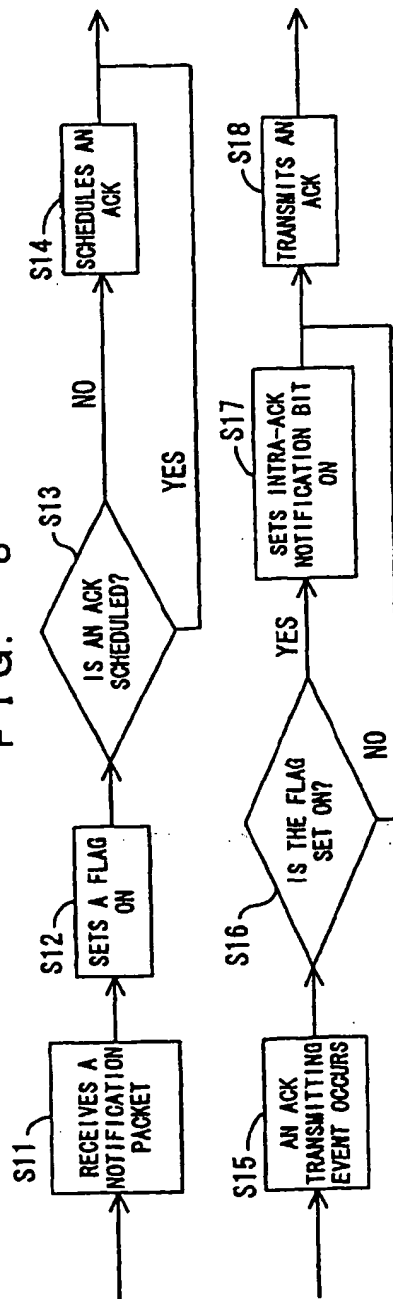 FIG.
S11
RECEIVES A
NOTIFICATION
PACKET
S12
SETS A FLAG
ON
S13
IS AN ACK
SCHEDULED?
NO
YES
S14
SCHEDULES AN
ACK
S15
AN ACK
TRANSMITTING
EVENT OCCURS
S16
IS THE FLAG
SET ON?
YES
NO
S17
SETS INTRA-ACK
NOTIFICATION BIT
ON
S18
TRANSMITS AN
ACK